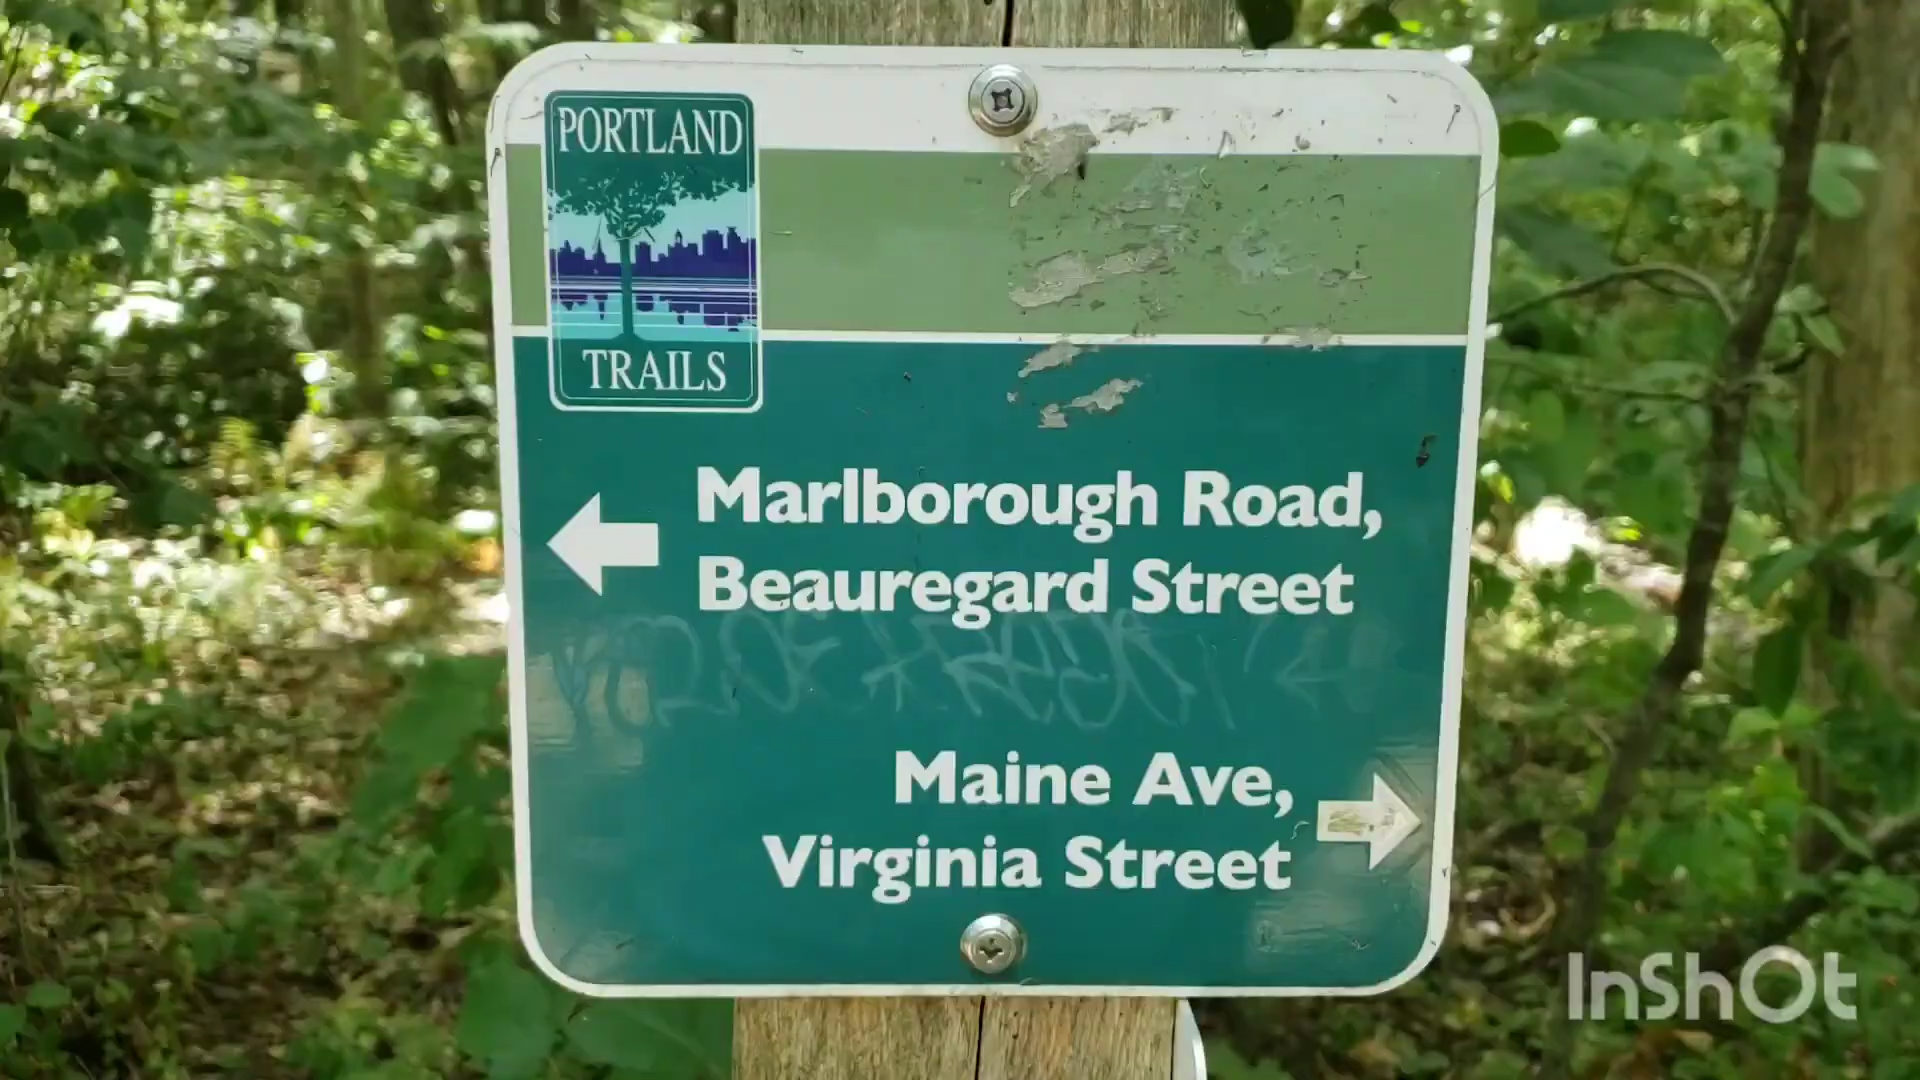 PORTLAND
TRAILS
Marlborough Road,
Beauregard Street
Maine Ave,
Virginia Street
InShOt